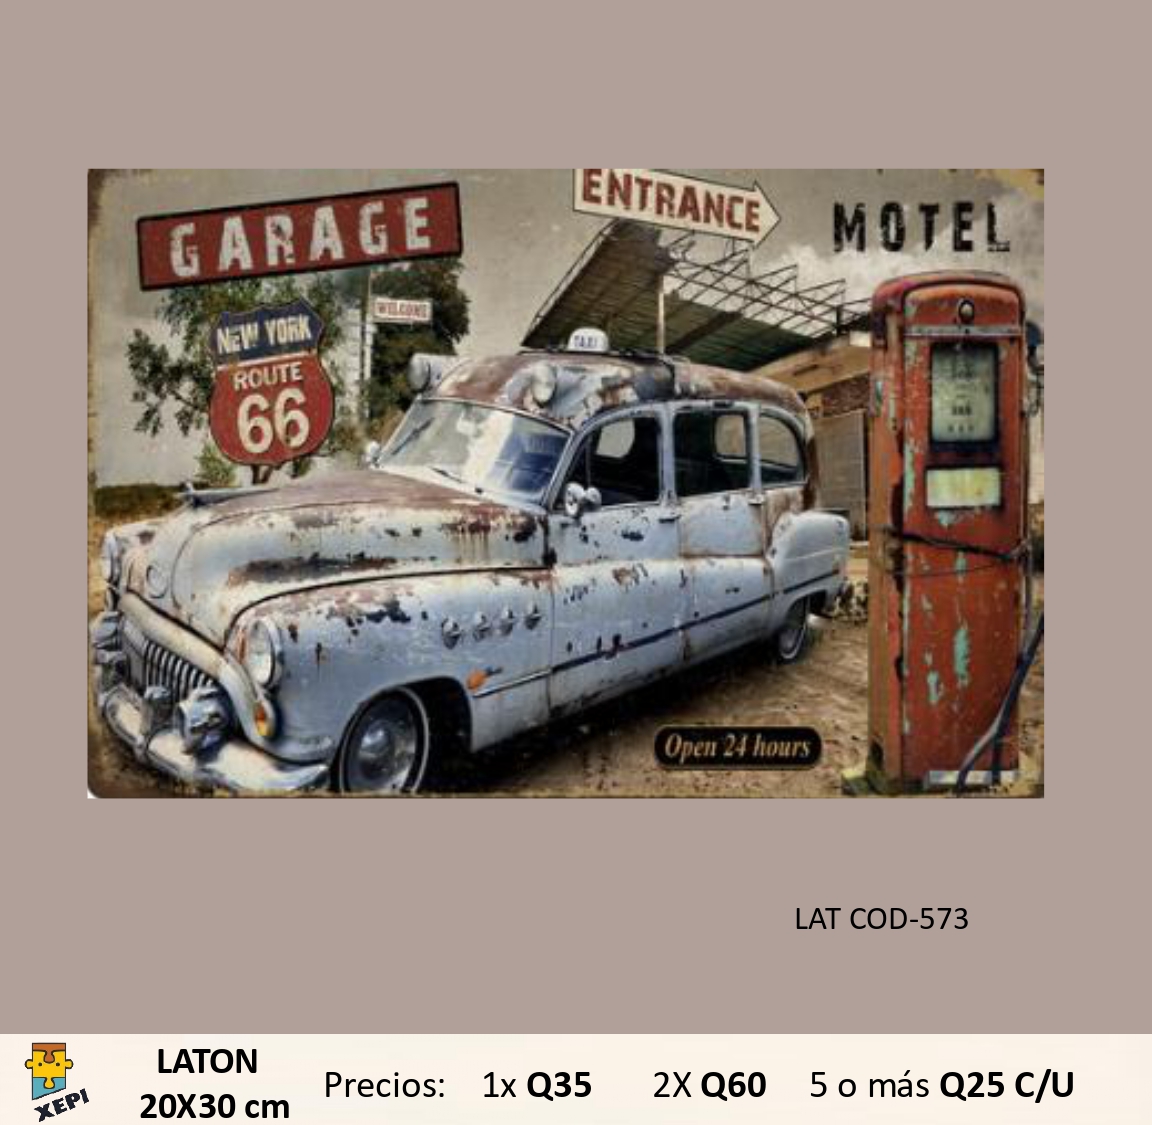 GARAGE
ENTRANCE
MOTEL
WELCOME
NEW YORK
ROUTE
66
TAXI
Open 24 hours
LAT COD-573
XEPI
LATON
20X30 cm
Precios: 1x Q35 2X Q60 5 o más Q25 C/U